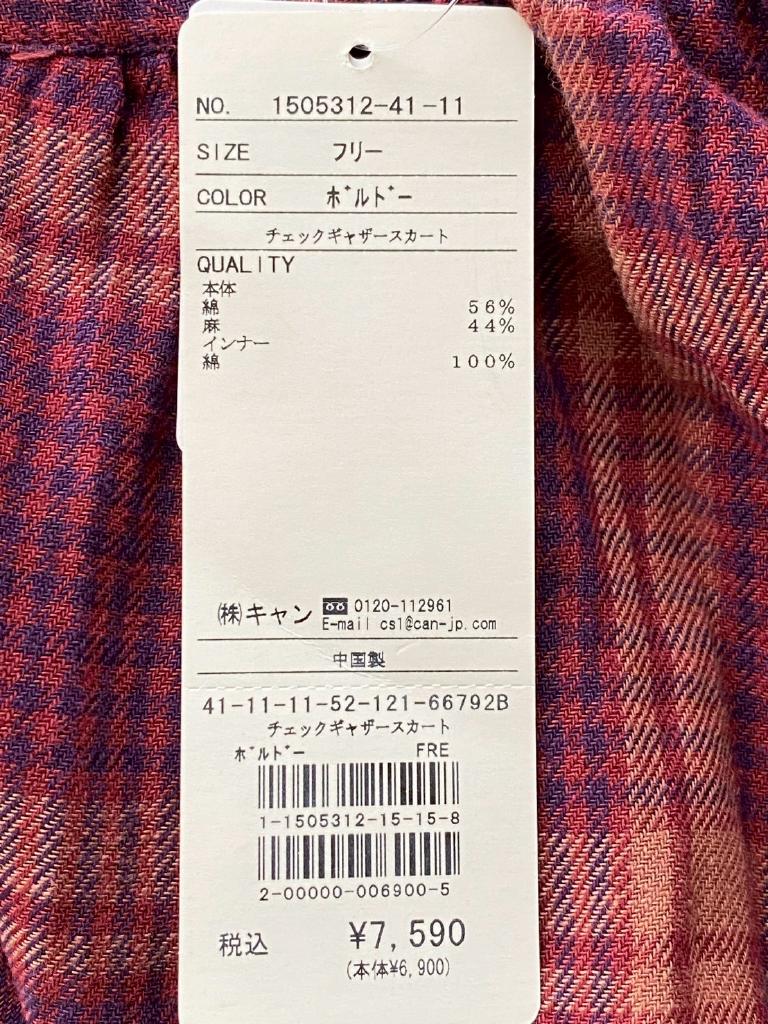 NO. 1505312-41-11
SIZE フリー
COLOR ボルドー
チェックギャザースカート
QUALITY
本体
綿 56%
麻 44%
インナー
綿 100%
㈱キャン 0120-112961
E-mail cs1@can-jp.com
中国製
41-11-11-52-121-66792B
チェックギャザースカート
ボルドー FRE
1-1505312-15-15-8
2-00000-006900-5
税込 ¥7,590
(本体¥6,900)